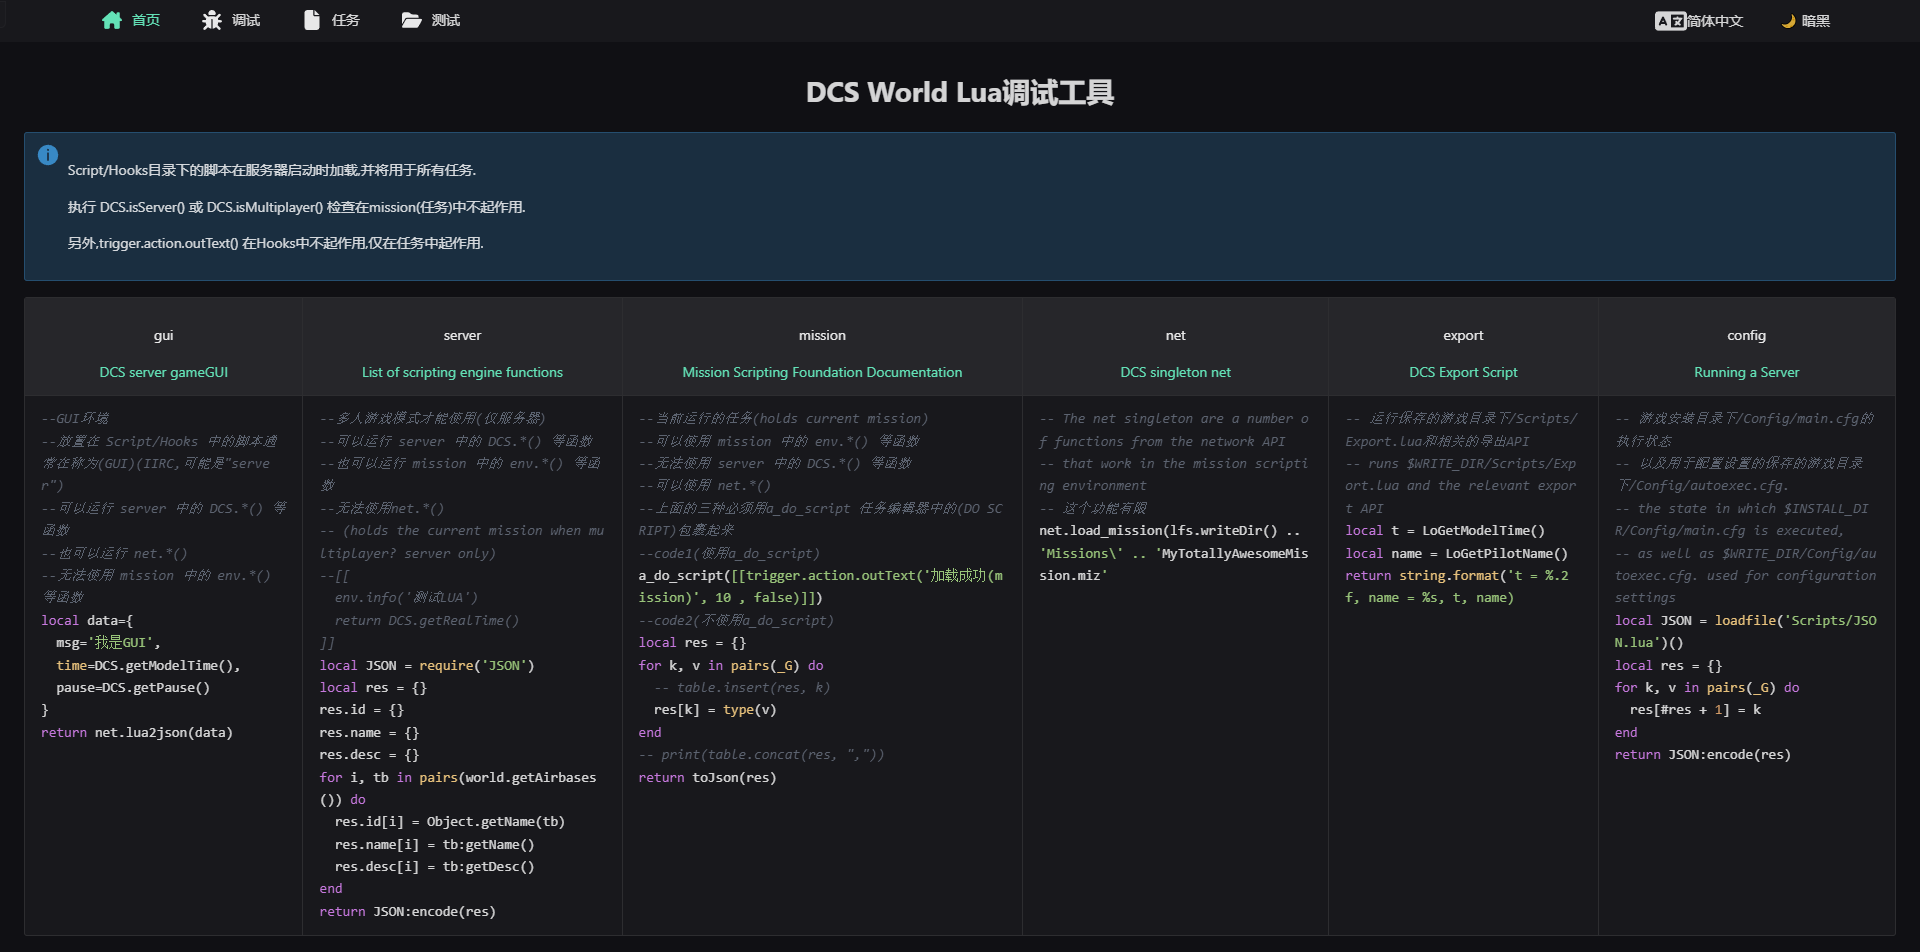 首页
调试
任务
测试
简体中文
暗黑
DCS World Lua调试工具
Script/Hooks目录下的脚本在服务器启动时加载,并将用于所有任务.
执行 DCS.isServer() 或 DCS.isMultiplayer() 检查在mission(任务)中不起作用.
另外,trigger.action.outText() 在Hooks中不起作用,仅在任务中起作用.
gui
DCS server gameGUI
--GUI环境
--放置在 Script/Hooks 中的脚本通
常在称为(GUI)(IIRC,可能是"serve
r")
--可以运行 server 中的 DCS.*() 等
函数
--也可以运行 net.*()
--无法使用 mission 中的 env.*()
等函数
local data={
  msg='我是GUI',
  time=DCS.getModelTime(),
  pause=DCS.getPause()
}
return net.lua2json(data)
server
List of scripting engine functions
--多人游戏模式才能使用(仅服务器)
--可以运行 server 中的 DCS.*() 等函数
--也可以运行 mission 中的 env.*() 等函
数
--无法使用net.*()
-- (holds the current mission when mu
ltiplayer? server only)
--[[
  env.info('测试LUA')
  return DCS.getRealTime()
]]
local JSON = require('JSON')
local res = {}
res.id = {}
res.name = {}
res.desc = {}
for i, tb in pairs(world.getAirbases
()) do
  res.id[i] = Object.getName(tb)
  res.name[i] = tb:getName()
  res.desc[i] = tb:getDesc()
end
return JSON:encode(res)
mission
Mission Scripting Foundation Documentation
--当前运行的任务(holds current mission)
--可以使用 mission 中的 env.*() 等函数
--无法使用 server 中的 DCS.*() 等函数
--可以使用 net.*()
--上面的三种必须用a_do_script 任务编辑器中的(DO SC
RIPT)包裹起来
--code1(使用a_do_script)
a_do_script([[trigger.action.outText('加载成功(m
ission)', 10 , false)]])
--code2(不使用a_do_script)
local res = {}
for k, v in pairs(_G) do
  -- table.insert(res, k)
  res[k] = type(v)
end
-- print(table.concat(res, ","))
return toJson(res)
net
DCS singleton net
-- The net singleton are a number o
f functions from the network API
-- that work in the mission scripti
ng environment
-- 这个功能有限
net.load_mission(lfs.writeDir() ..
'Missions\' .. 'MyTotallyAwesomeMis
sion.miz'
export
DCS Export Script
-- 运行保存的游戏目录下/Scripts/
Export.lua和相关的导出API
-- runs $WRITE_DIR/Scripts/Exp
ort.lua and the relevant expor
t API
local t = LoGetModelTime()
local name = LoGetPilotName()
return string.format('t = %.2
f, name = %s, t, name)
config
Running a Server
-- 游戏安装目录下/Config/main.cfg的
执行状态
-- 以及用于配置设置的保存的游戏目录
下/Config/autoexec.cfg.
-- the state in which $INSTALL_DI
R/Config/main.cfg is executed,
-- as well as $WRITE_DIR/Config/au
toexec.cfg. used for configuration
settings
local JSON = loadfile('Scripts/JSO
N.lua')()
local res = {}
for k, v in pairs(_G) do
  res[#res + 1] = k
end
return JSON:encode(res)